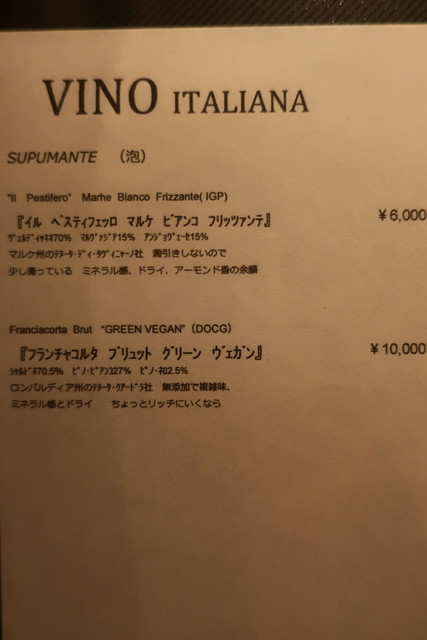 VINO ITALIANA
SUPUMANTE （泡）
"Il Pestifero" Marhe Bianco Frizzante( IGP)
『イル ペスティフェッロ マルケ ビアンコ フリッツァンテ』 ¥6,000
ヴェルディッキオ70% マルヴァジア15% アンジョヴェーゼ15%
マルケ州のテヌータ・ディ・タヴィニャーノ社 澱引きしないので
少し濁っている ミネラル感、ドライ、アーモンド香の余韻
Franciacorta Brut "GREEN VEGAN"（DOCG）
『フランチャコルタ ブリュット グリーン ヴェガン』 ¥10,000
シャルドネ70.5% ピノ・ビアンコ27% ピノ・ネロ2.5%
ロンバルディア州のテヌータ・クアードラ社 無添加で複雑味、
ミネラル感とドライ ちょっとリッチにいくなら